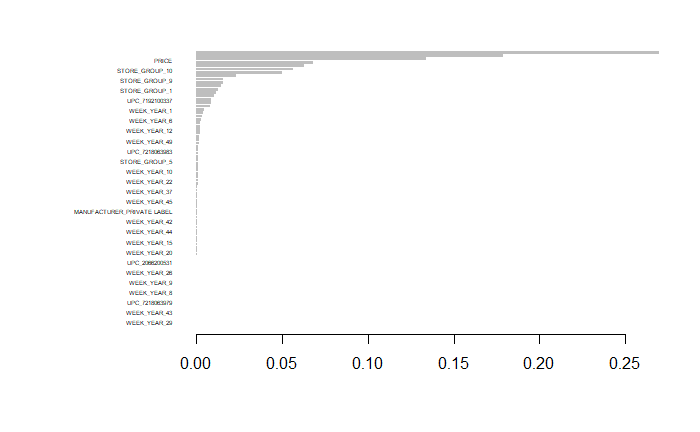 PRICE
STORE_GROUP_10
STORE_GROUP_9
STORE_GROUP_1
UPC_7192100337
WEEK_YEAR_1
WEEK_YEAR_6
WEEK_YEAR_12
WEEK_YEAR_49
UPC_7218063983
STORE_GROUP_5
WEEK_YEAR_10
WEEK_YEAR_22
WEEK_YEAR_37
WEEK_YEAR_45
MANUFACTURER_PRIVATE LABEL
WEEK_YEAR_42
WEEK_YEAR_44
WEEK_YEAR_15
WEEK_YEAR_20
UPC_2066200531
WEEK_YEAR_26
WEEK_YEAR_9
WEEK_YEAR_8
UPC_7218063979
WEEK_YEAR_43
WEEK_YEAR_29
0.00 0.05 0.10 0.15 0.20 0.25